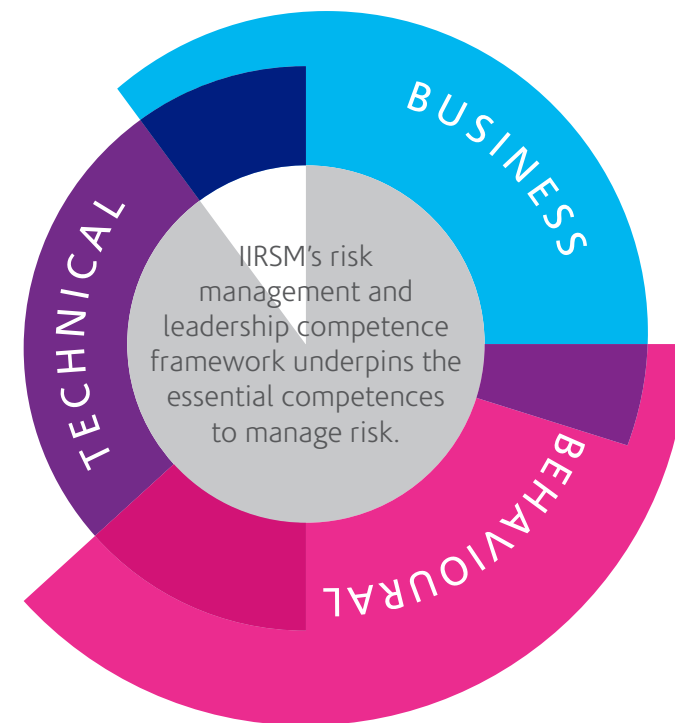 BUSINESS
TECHNICAL
IIRSM's risk
management and
leadership competence
framework underpins the
essential competences
to manage risk.
BEHAVIOURAL